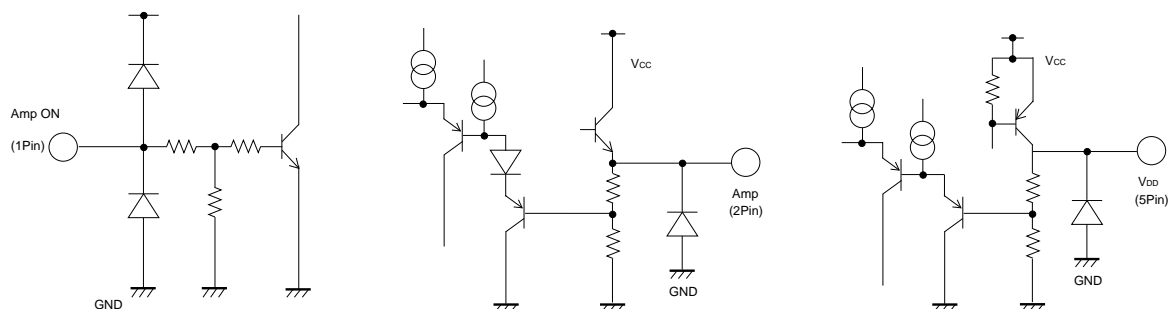 Amp ON
(1Pin)
GND
Vcc
Amp
(2Pin)
GND
Vcc
VDD
(5Pin)
GND